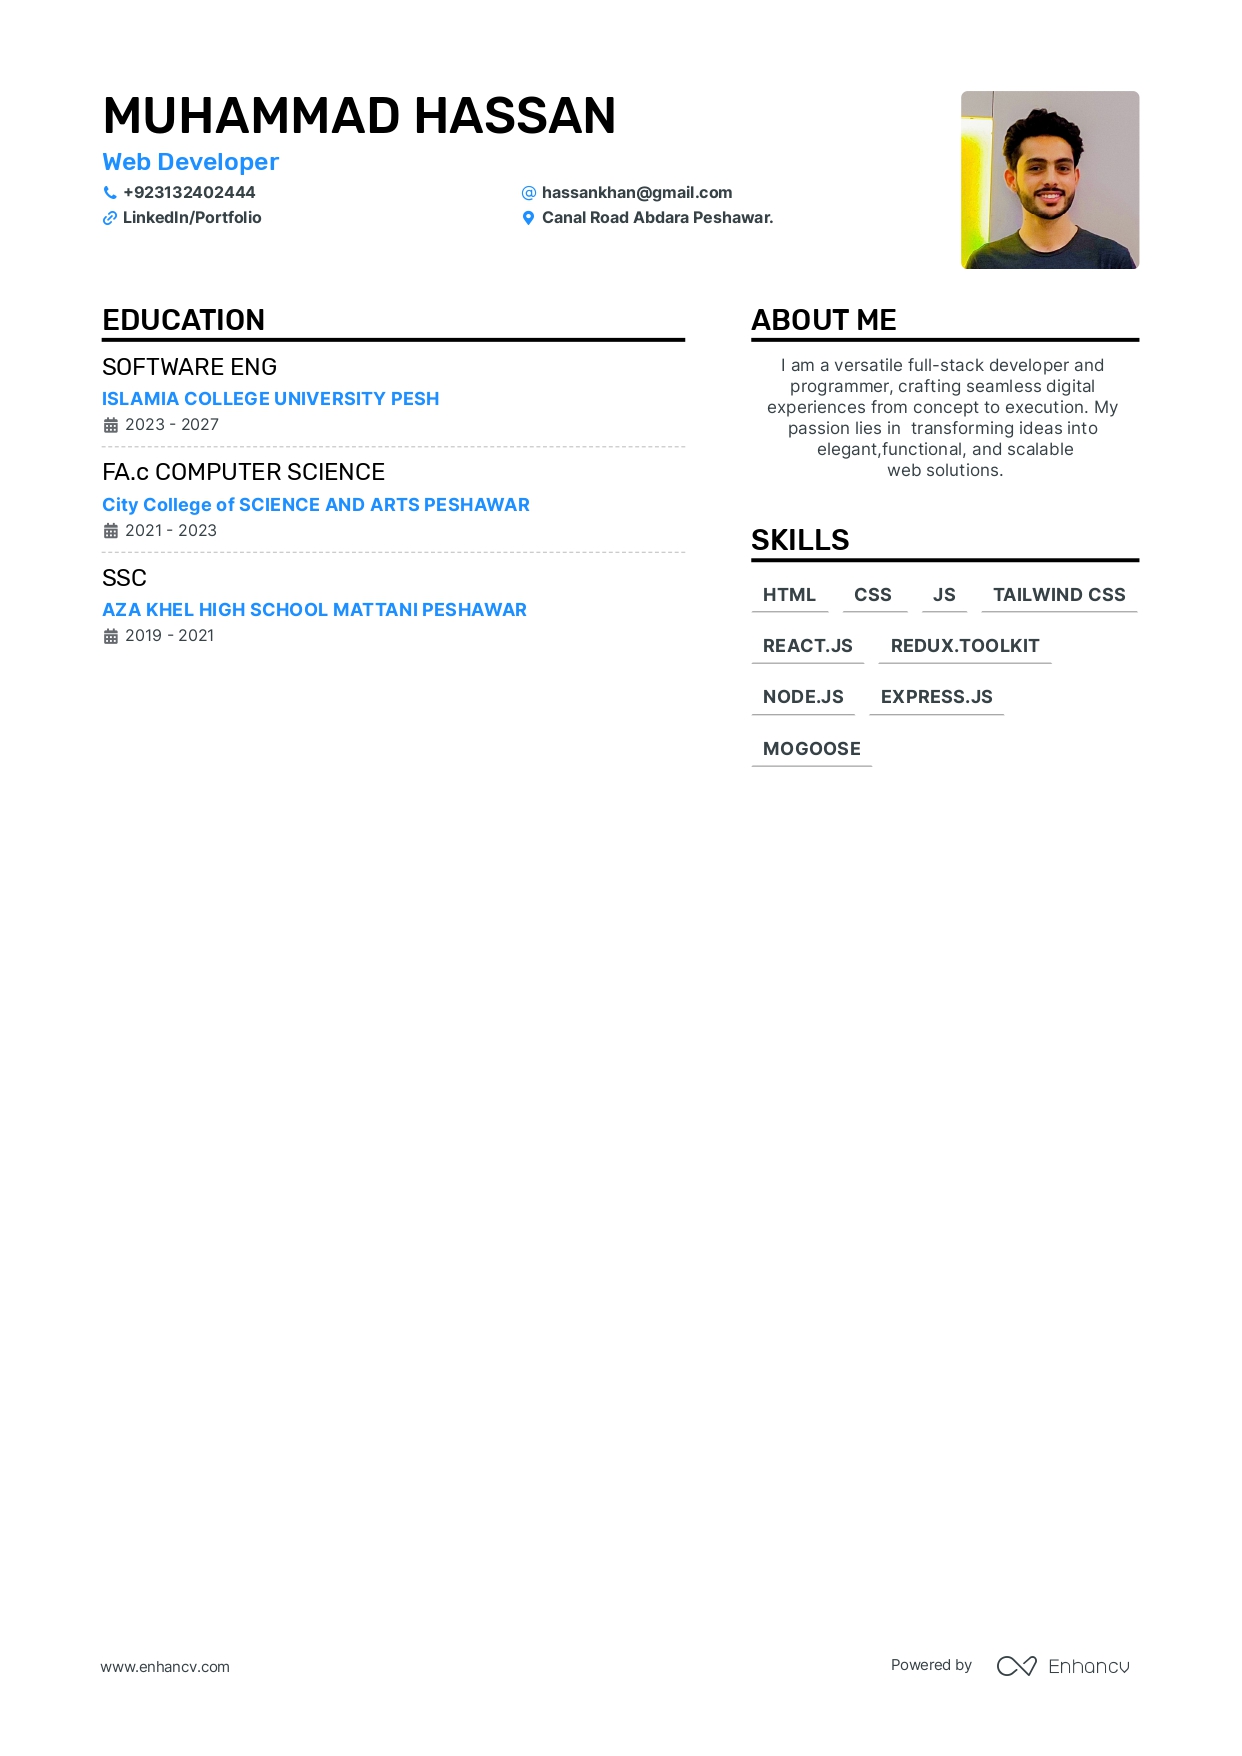 MUHAMMAD HASSAN
Web Developer
+923132402444
hassankhan@gmail.com
LinkedIn/Portfolio
Canal Road Abdara Peshawar.
EDUCATION
SOFTWARE ENG
ISLAMIA COLLEGE UNIVERSITY PESH
2023 - 2027
FA.c COMPUTER SCIENCE
City College of SCIENCE AND ARTS PESHAWAR
2021 - 2023
SSC
AZA KHEL HIGH SCHOOL MATTANI PESHAWAR
2019 - 2021
ABOUT ME
I am a versatile full-stack developer and
programmer, crafting seamless digital
experiences from concept to execution. My
passion lies in  transforming ideas into
elegant,functional, and scalable
web solutions.
SKILLS
HTML CSS JS TAILWIND CSS
REACT.JS REDUX.TOOLKIT
NODE.JS EXPRESS.JS
MOGOOSE
www.enhancv.com
Powered by Enhancv